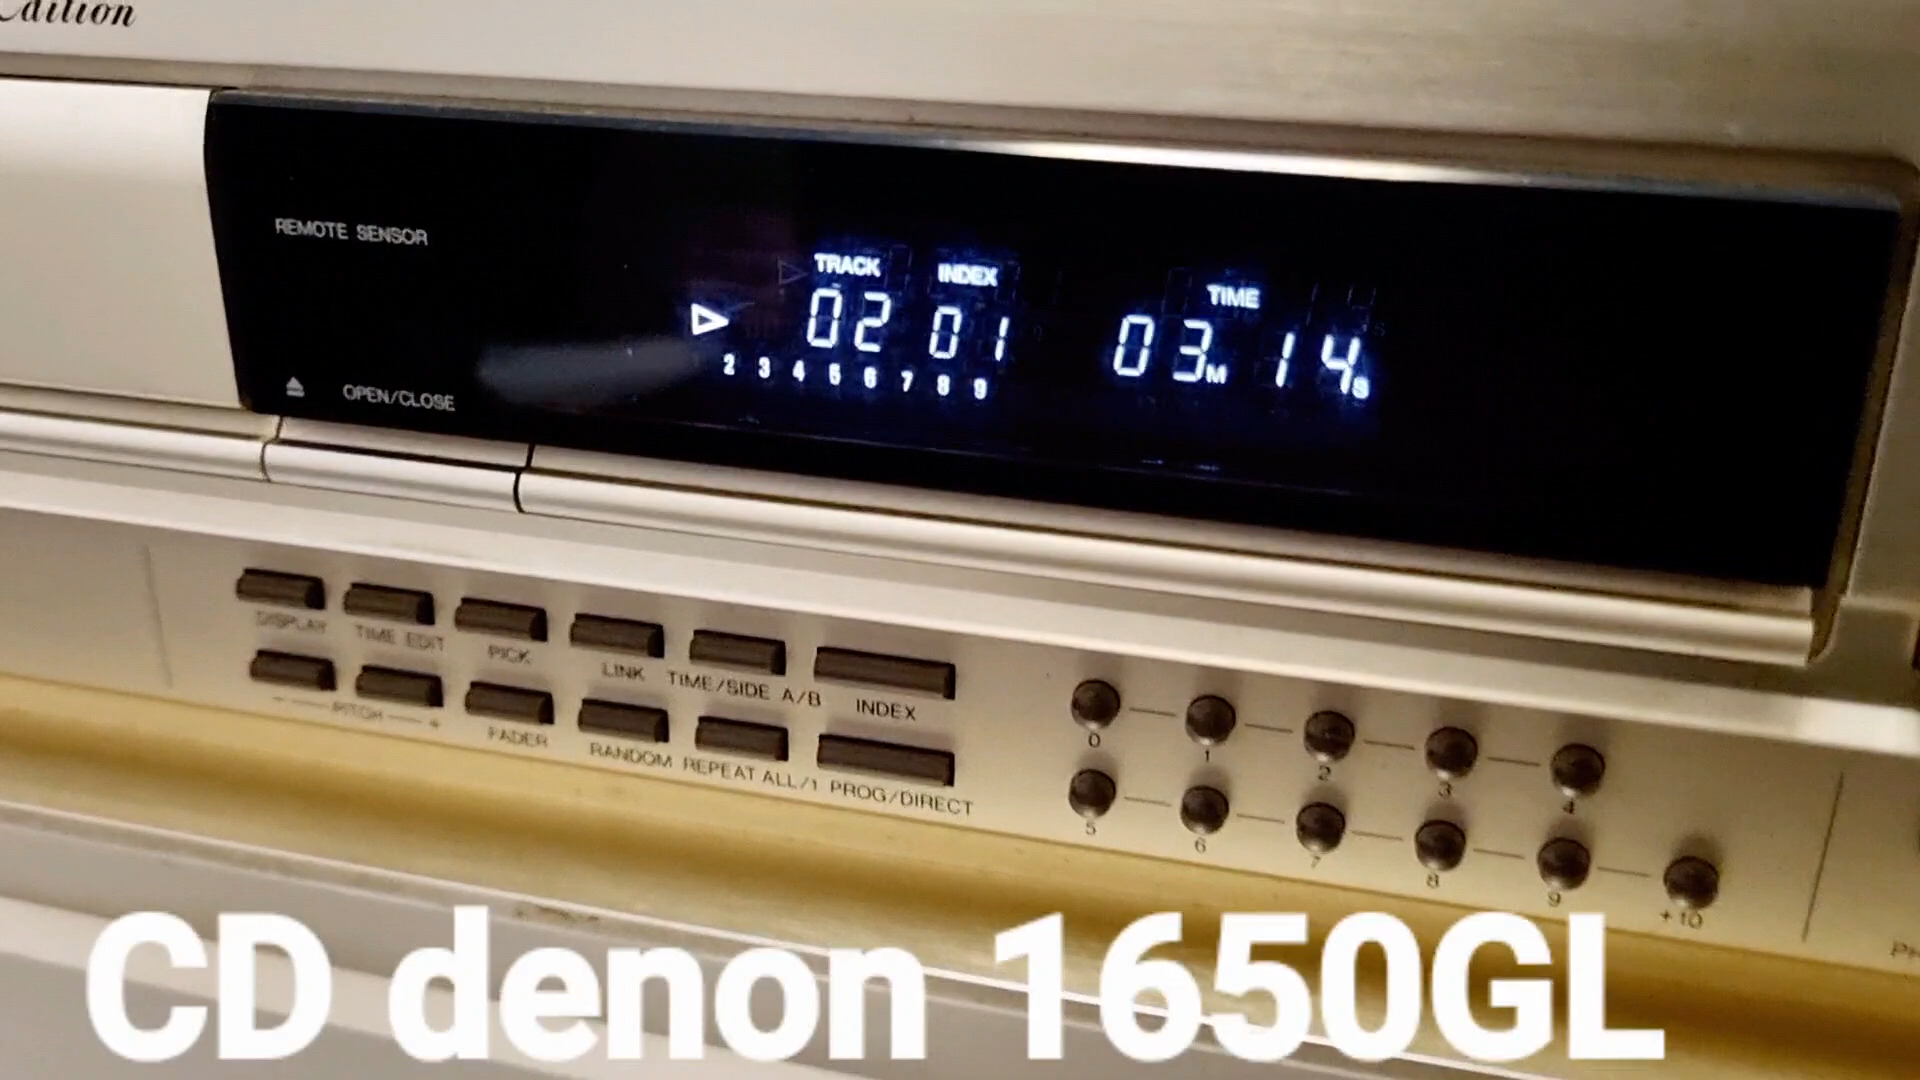 Edition
REMOTE SENSOR
TRACK INDEX TIME
02 01 03M 14S
2 3 4 5 6 7 8 9
OPEN/CLOSE
DISPLAY TIME EDIT PICK LINK TIME/SIDE A/B INDEX
- PITCH + FADER RANDOM REPEAT ALL/1 PROG/DIRECT
0 1 2 3 4
5 6 7 8 9 +10
CD denon 1650GL